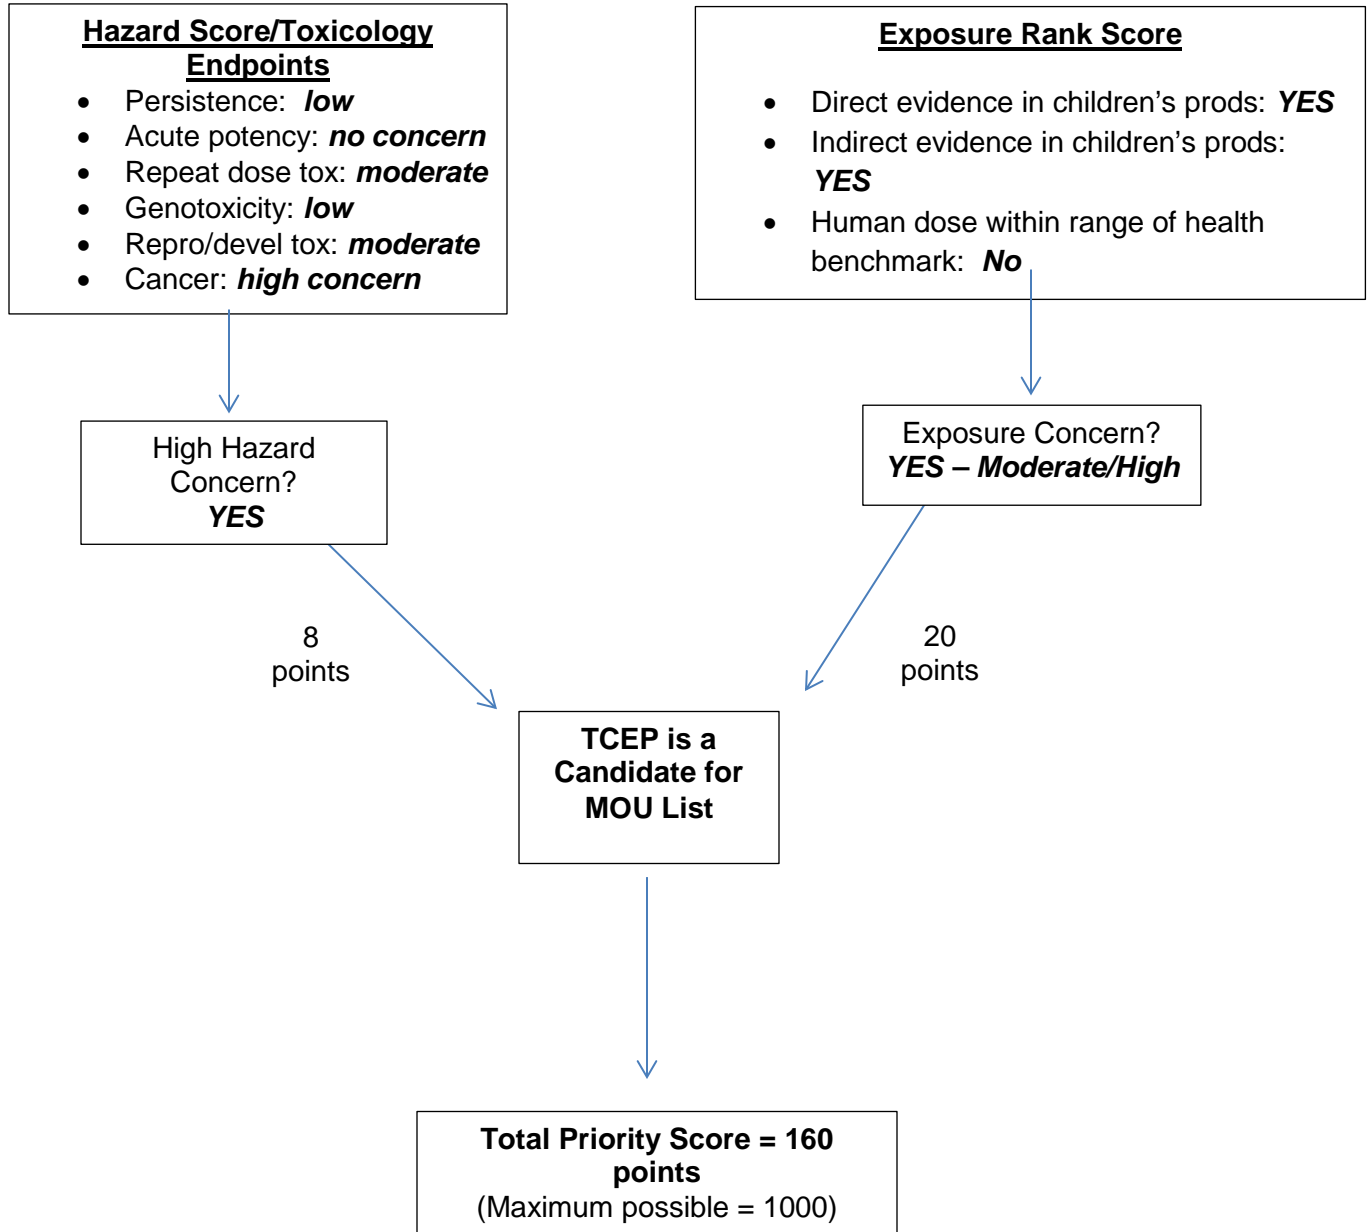 Hazard Score/Toxicology
Endpoints
• Persistence: low
• Acute potency: no concern
• Repeat dose tox: moderate
• Genotoxicity: low
• Repro/devel tox: moderate
• Cancer: high concern
Exposure Rank Score
• Direct evidence in children's prods: YES
• Indirect evidence in children's prods:
YES
• Human dose within range of health
benchmark: No
High Hazard
Concern?
YES
Exposure Concern?
YES – Moderate/High
8
points
20
points
TCEP is a
Candidate for
MOU List
Total Priority Score = 160
points
(Maximum possible = 1000)